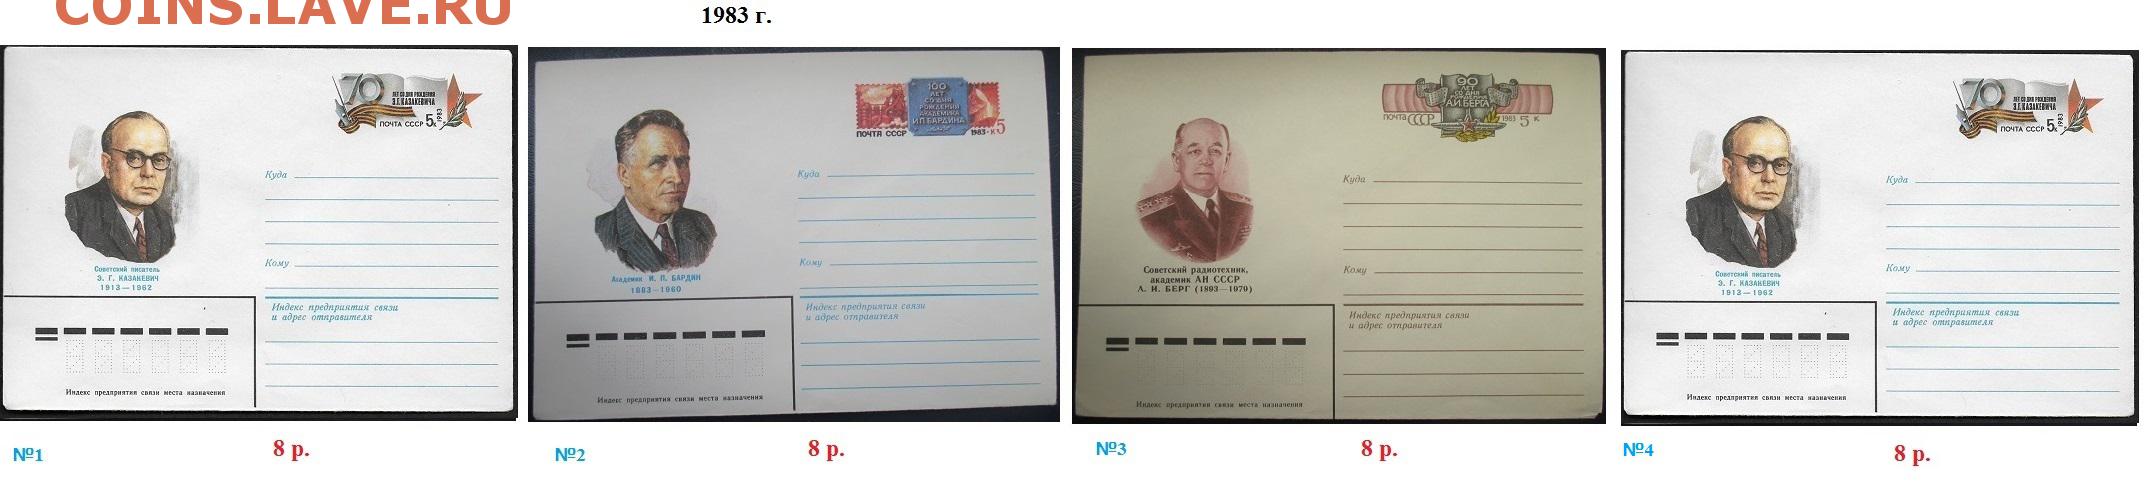 COINS.LAVE.RU
1983 г.
70
ЛЕТ СО ДНЯ РОЖДЕНИЯ
Э.Г. КАЗАКЕВИЧА
ПОЧТА СССР 5к 1983
Куда
Кому
Советский писатель
Э. Г. КАЗАКЕВИЧ
1913—1962
Индекс предприятия связи
и адрес отправителя
Индекс предприятия связи места назначения
№1
8 р.
100
ЛЕТ
СО ДНЯ
РОЖДЕНИЯ
АКАДЕМИКА
И.П. БАРДИНА
ПОЧТА СССР 1983 · К 5
Куда
Кому
Академик И. П. БАРДИН
1883—1960
Индекс предприятия связи
и адрес отправителя
Индекс предприятия связи места назначения
№2
8 р.
90
ЛЕТ
СО ДНЯ
РОЖДЕНИЯ
А.И. БЕРГА
ПОЧТА СССР 1983 5 к
Куда
Кому
Советский радиотехник,
академик АН СССР
А. И. БЕРГ (1893—1979)
Индекс предприятия связи
и адрес отправителя
Индекс предприятия связи места назначения
№3
8 р.
70
ЛЕТ СО ДНЯ РОЖДЕНИЯ
Э.Г. КАЗАКЕВИЧА
ПОЧТА СССР 5к 1983
Куда
Кому
Советский писатель
Э. Г. КАЗАКЕВИЧ
1913—1962
Индекс предприятия связи
и адрес отправителя
Индекс предприятия связи места назначения
№4
8 р.